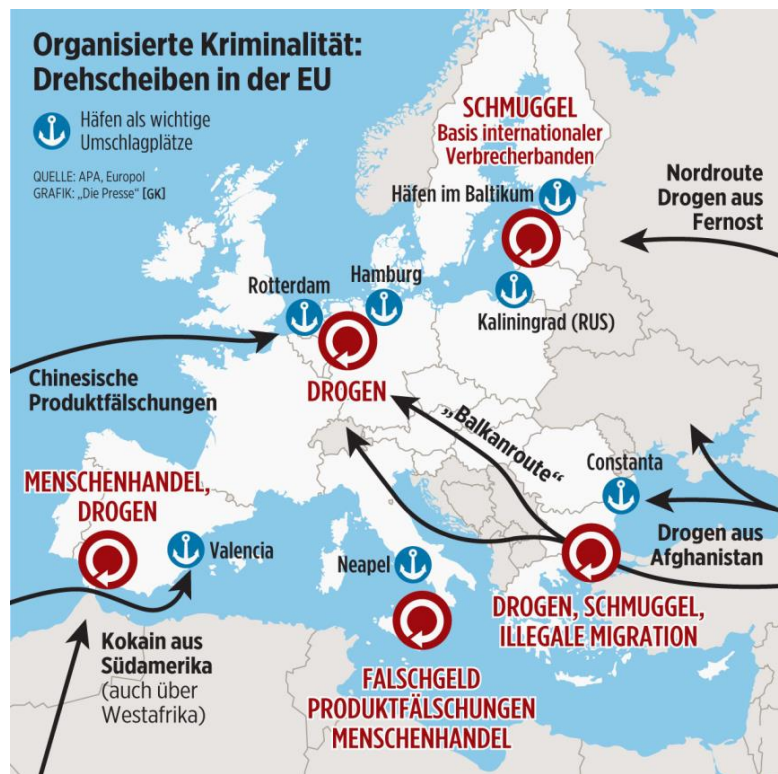 Organisierte Kriminalität:
Drehscheiben in der EU
Häfen als wichtige
Umschlagplätze
QUELLE: APA, Europol
GRAFIK: „Die Presse“ [GK]
SCHMUGGEL
Basis internationaler
Verbrecherbanden
Häfen im Baltikum
Nordroute
Drogen aus
Fernost
Rotterdam
Hamburg
Kaliningrad (RUS)
Chinesische
Produktfälschungen
DROGEN
„Balkanroute“
Constanta
MENSCHENHANDEL,
DROGEN
Valencia
Neapel
Drogen aus
Afghanistan
DROGEN, SCHMUGGEL,
ILLEGALE MIGRATION
Kokain aus
Südamerika
(auch über
Westafrika)
FALSCHGELD
PRODUKTFÄLSCHUNGEN
MENSCHENHANDEL